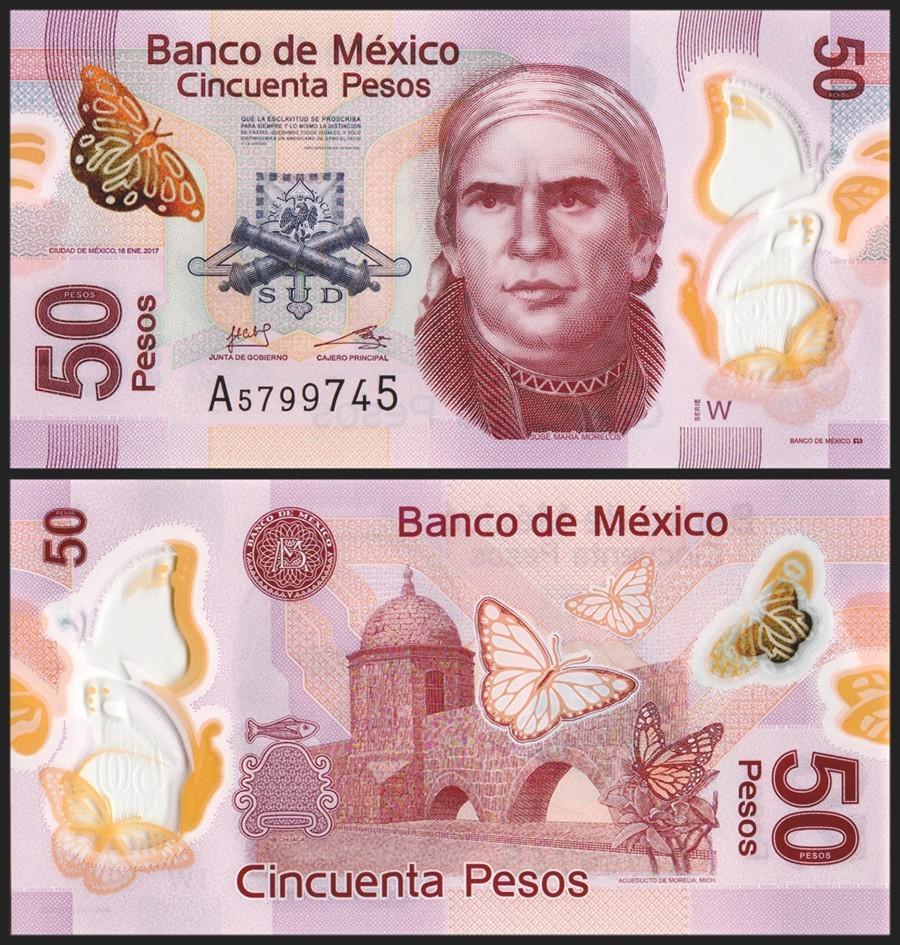 Banco de México
Cincuenta Pesos
50
QUE LA ESCLAVITUD SE PROSCRIBA
PARA SIEMPRE Y LO MISMO LA DISTINCIÓN
DE CASTAS, QUEDANDO TODOS IGUALES, Y SÓLO
DISTINGUIRÁ A UN AMERICANO DE OTRO EL VICIO
Y LA VIRTUD.
SUD
CIUDAD DE MÉXICO, 16 ENE. 2017
PESOS
50
Pesos
JUNTA DE GOBIERNO
CAJERO PRINCIPAL
A5799745
50
JOSÉ MARÍA MORELOS
SERIE W
BANCO DE MÉXICO
50
BANCO DE MEXICO
Banco de México
50
MICHUACA
Pesos
50
PESOS
Cincuenta Pesos
ACUEDUCTO DE MORELIA, MICH.